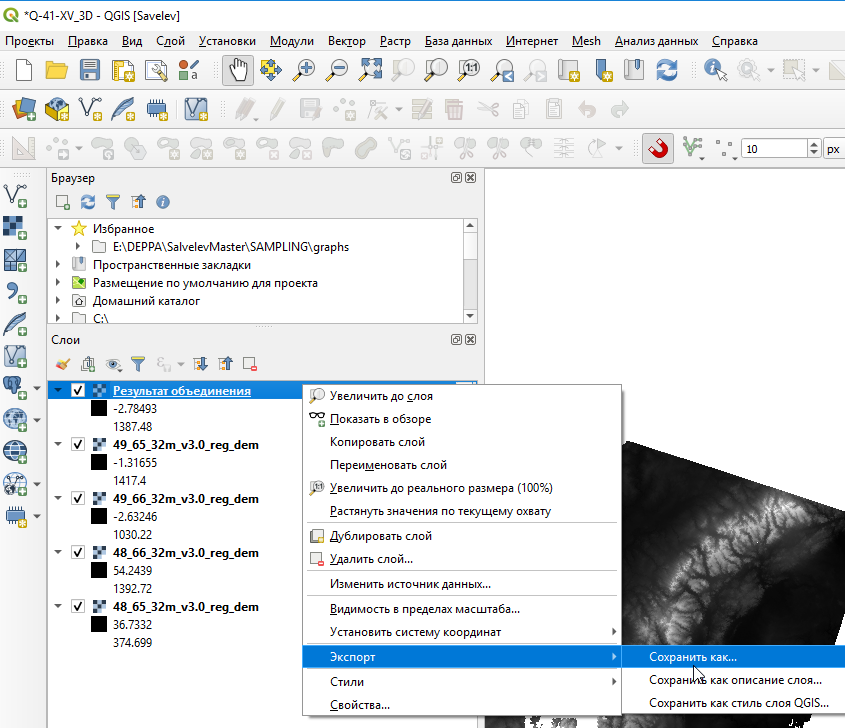 *Q-41-XV_3D - QGIS [Savelev]
Проекты Правка Вид Слой Установки Модули Вектор Растр База данных Интернет Mesh Анализ данных Справка
1:1
a
10 px
Браузер
Избранное
E:\DEPPA\SalvelevMaster\SAMPLING\graphs
Пространственные закладки
Размещение по умолчанию для проекта
Домашний каталог
C:\
Слои
Результат объединения
-2.78493
1387.48
49_65_32m_v3.0_reg_dem
-1.31655
1417.4
49_66_32m_v3.0_reg_dem
-2.63246
1030.22
48_66_32m_v3.0_reg_dem
54.2439
1392.72
48_65_32m_v3.0_reg_dem
36.7332
374.699
Увеличить до слоя
Показать в обзоре
Копировать слой
Переименовать слой
Увеличить до реального размера (100%)
Растянуть значения по текущему охвату
Дублировать слой
Удалить слой...
Изменить источник данных...
Видимость в пределах масштаба...
Установить систему координат
Экспорт
Стили
Свойства...
Сохранить как...
Сохранить как описание слоя...
Сохранить как стиль слоя QGIS...